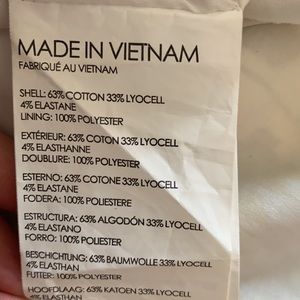 MADE IN VIETNAM
FABRIQUÉ AU VIETNAM
SHELL: 63% COTTON 33% LYOCELL
4% ELASTANE
LINING: 100% POLYESTER
EXTÉRIEUR: 63% COTON 33% LYOCELL
4% ELASTHANNE
DOUBLURE: 100% POLYESTER
ESTERNO: 63% COTONE 33% LYOCELL
4% ELASTAN
FODERA: 100% POLIESTERE
ESTRUCTURA: 63% ALGODÓN 33% LYOCELL
4% ELASTANO
FORRO: 100% POLIESTER
BESCHICHTUNG: 63% BAUMWOLLE 33% LYOCELL
4% ELASTHAN
FUTTER: 100% POLYESTER
HOOFDLAAG: 63% KATOEN 33% LYOCELL
4% ELASTHAN